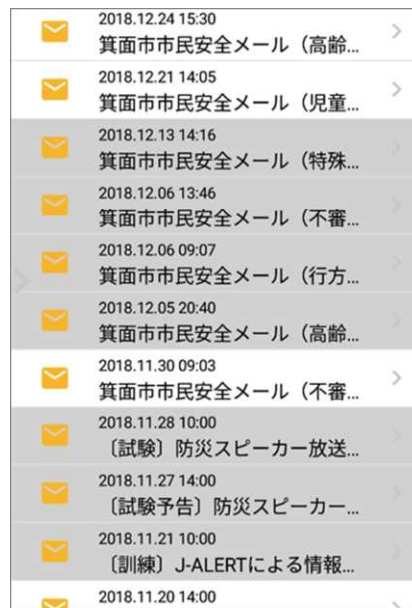 2018.12.24 15:30
箕面市市民安全メール（高齢...
2018.12.21 14:05
箕面市市民安全メール（児童...
2018.12.13 14:16
箕面市市民安全メール（特殊...
2018.12.06 13:46
箕面市市民安全メール（不審...
2018.12.06 09:07
箕面市市民安全メール（行方...
2018.12.05 20:40
箕面市市民安全メール（高齢...
2018.11.30 09:03
箕面市市民安全メール（不審...
2018.11.28 10:00
〔試験〕防災スピーカー放送...
2018.11.27 14:00
〔試験予告〕防災スピーカー...
2018.11.21 10:00
〔訓練〕J-ALERTによる情報...
2018.11.20 14:00